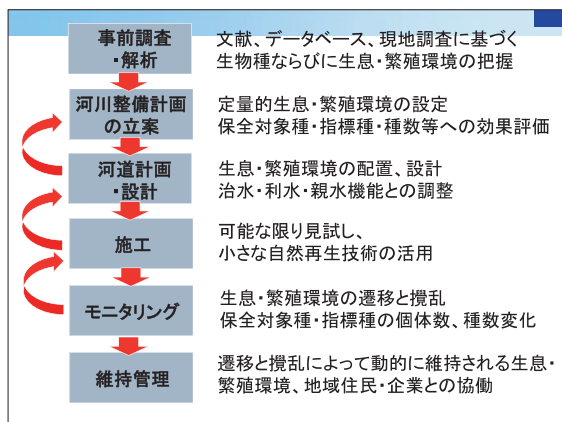 事前調査
・解析
文献、データベース、現地調査に基づく
生物種ならびに生息・繁殖環境の把握
河川整備計画
の立案
定量的生息・繁殖環境の設定
保全対象種・指標種・種数等への効果評価
河道計画
・設計
生息・繁殖環境の配置、設計
治水・利水・親水機能との調整
施工
可能な限り見試し、
小さな自然再生技術の活用
モニタリング
生息・繁殖環境の遷移と攪乱
保全対象種・指標種の個体数、種数変化
維持管理
遷移と攪乱によって動的に維持される生息・
繁殖環境、地域住民・企業との協働